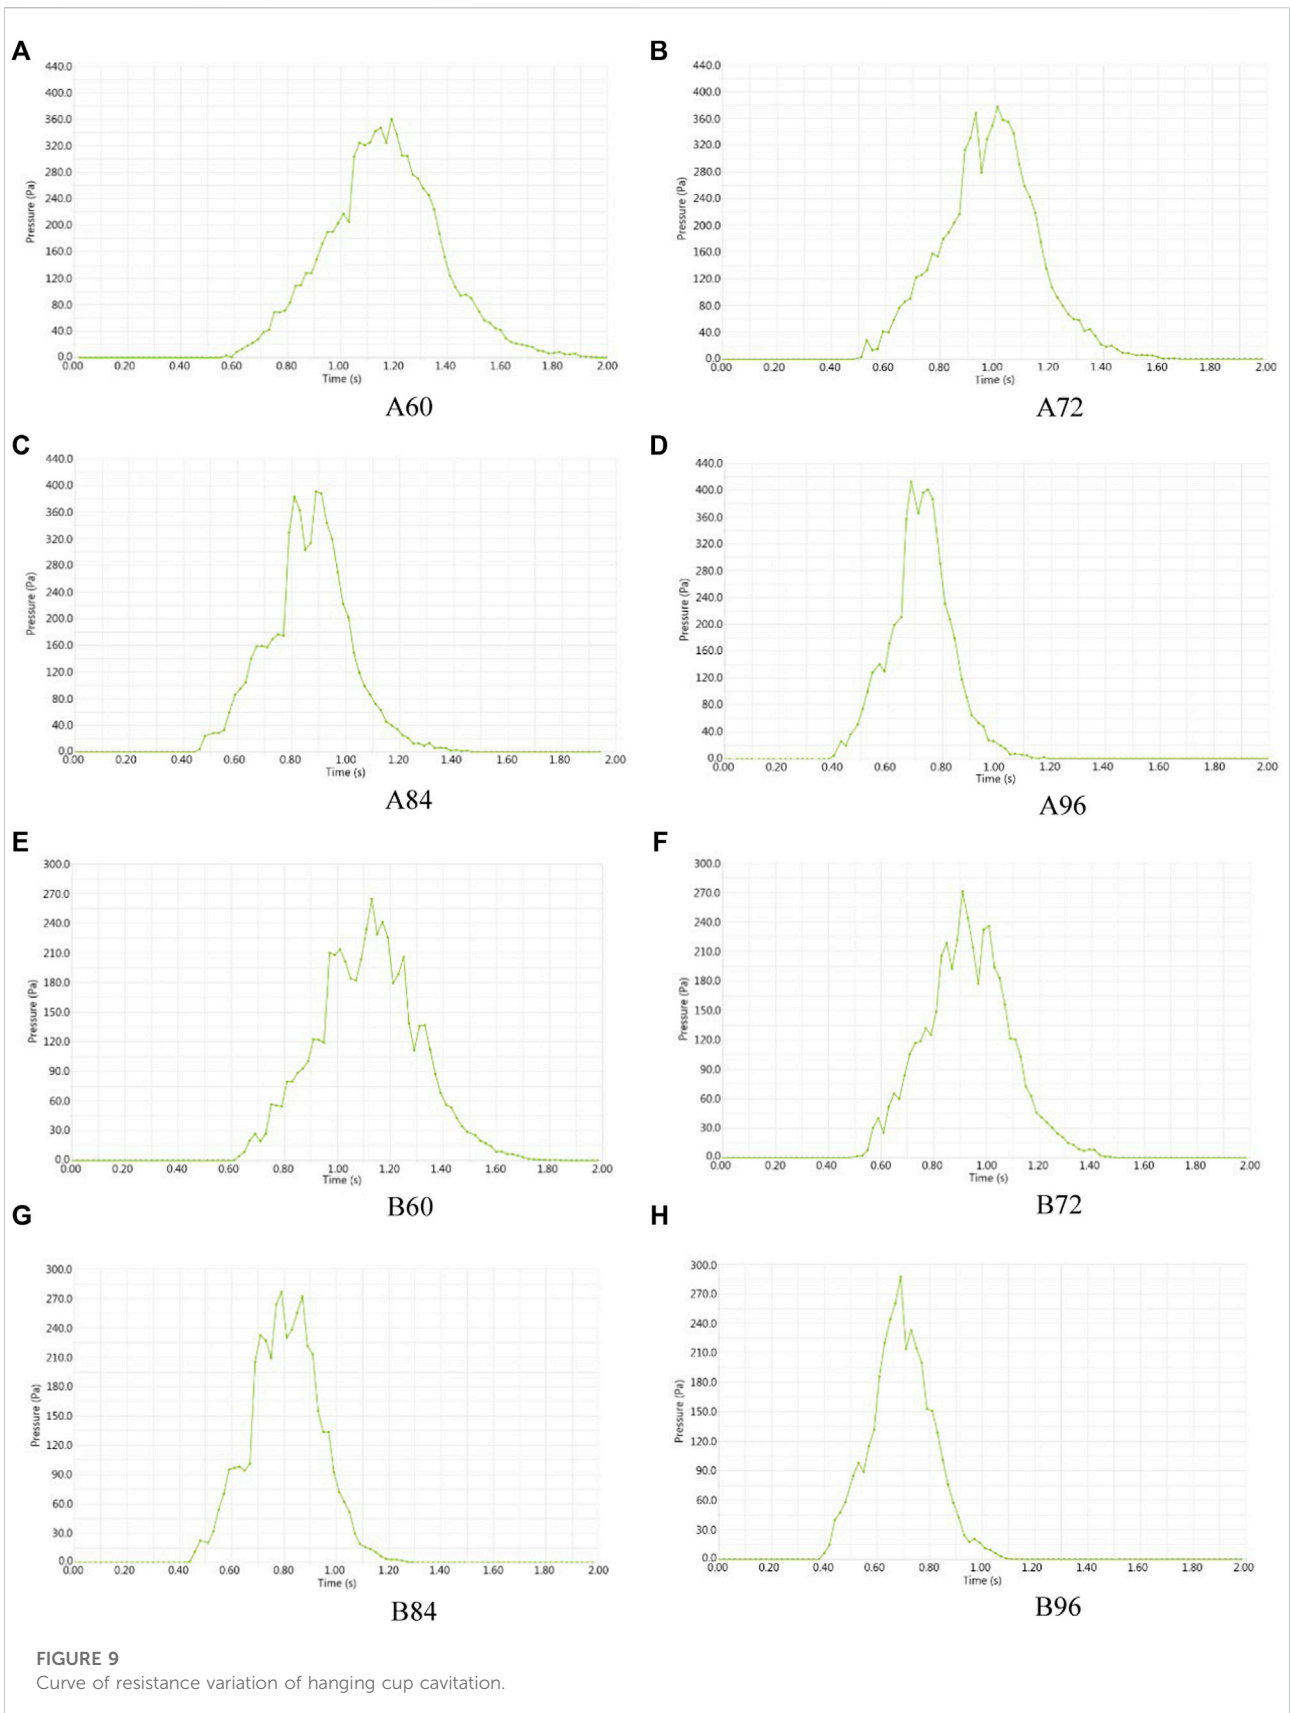 A
440.0
400.0
360.0
320.0
280.0
240.0
200.0
160.0
120.0
80.0
40.0
0.0
Pressure (Pa)
0.00 0.20 0.40 0.60 0.80 1.00 1.20 1.40 1.60 1.80 2.00
Time (s)
A60
B
440.0
400.0
360.0
320.0
280.0
240.0
200.0
160.0
120.0
80.0
40.0
0.0
Pressure (Pa)
0.00 0.20 0.40 0.60 0.80 1.00 1.20 1.40 1.60 1.80 2.00
Time (s)
A72
C
440.0
400.0
360.0
320.0
280.0
240.0
200.0
160.0
120.0
80.0
40.0
0.0
Pressure (Pa)
0.00 0.20 0.40 0.60 0.80 1.00 1.20 1.40 1.60 1.80 2.00
Time (s)
A84
D
440.0
400.0
360.0
320.0
280.0
240.0
200.0
160.0
120.0
80.0
40.0
0.0
Pressure (Pa)
0.00 0.20 0.40 0.60 0.80 1.00 1.20 1.40 1.60 1.80 2.00
Time (s)
A96
E
300.0
270.0
240.0
210.0
180.0
150.0
120.0
90.0
60.0
30.0
0.0
Pressure (Pa)
0.00 0.20 0.40 0.60 0.80 1.00 1.20 1.40 1.60 1.80 2.00
Time (s)
B60
F
300.0
270.0
240.0
210.0
180.0
150.0
120.0
90.0
60.0
30.0
0.0
Pressure (Pa)
0.00 0.20 0.40 0.60 0.80 1.00 1.20 1.40 1.60 1.80 2.00
Time (s)
B72
G
300.0
270.0
240.0
210.0
180.0
150.0
120.0
90.0
60.0
30.0
0.0
Pressure (Pa)
0.00 0.20 0.40 0.60 0.80 1.00 1.20 1.40 1.60 1.80 2.00
Time (s)
B84
H
300.0
270.0
240.0
210.0
180.0
150.0
120.0
90.0
60.0
30.0
0.0
Pressure (Pa)
0.00 0.20 0.40 0.60 0.80 1.00 1.20 1.40 1.60 1.80 2.00
Time (s)
B96
FIGURE 9
Curve of resistance variation of hanging cup cavitation.